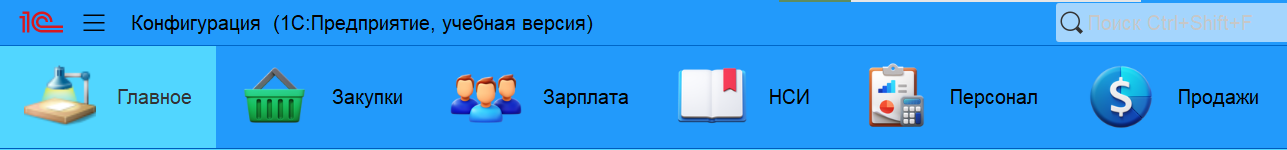 1С Конфигурация (1С:Предприятие, учебная версия) Поиск Ctrl+Shift+F
Главное Закупки Зарплата НСИ Персонал Продажи